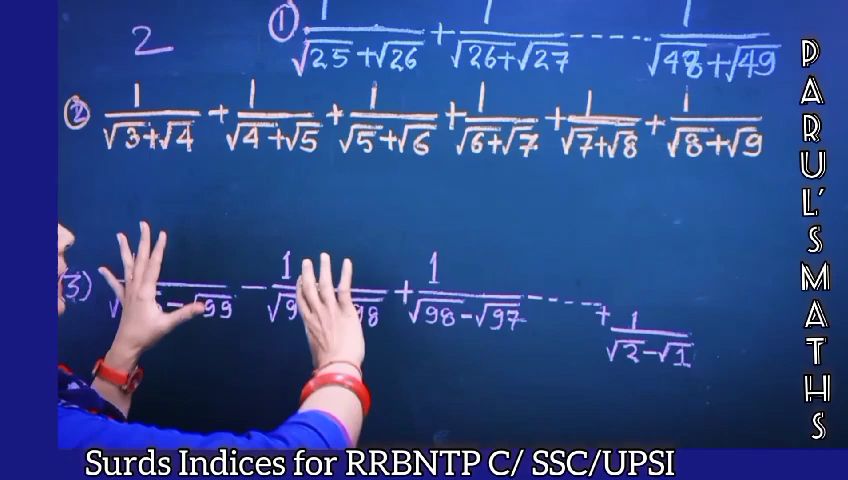 2 ① 1/(√25+√26) + 1/(√26+√27) ----- 1/(√48+√49)
② 1/(√3+√4) + 1/(√4+√5) + 1/(√5+√6) + 1/(√6+√7) + 1/(√7+√8) + 1/(√8+√9)
3) -√99 - 1/ + 1/(√98-√97) ----- + 1/(√2-√1)
PARUL'S MATHS
Surds Indices for RRBNTP C/ SSC/UPSI